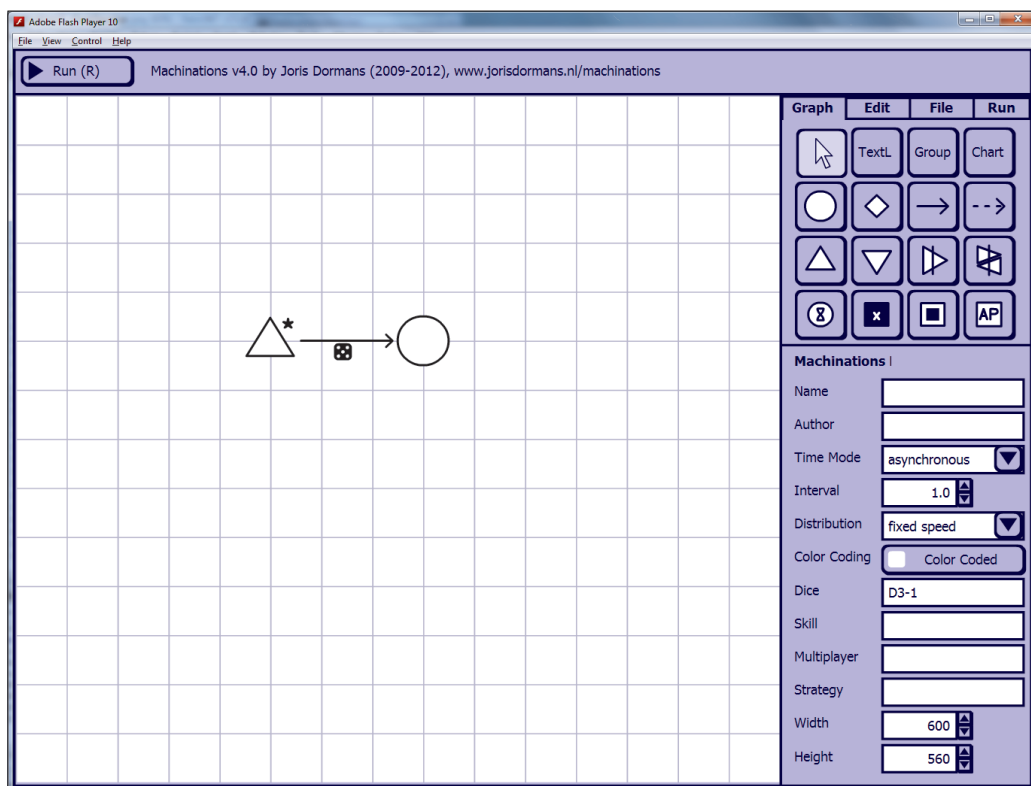 Adobe Flash Player 10
File View Control Help
Run (R)
Machinations v4.0 by Joris Dormans (2009-2012), www.jorisdormans.nl/machinations
Graph Edit File Run
TextL Group Chart
x AP
Machinations
Name
Author
Time Mode asynchronous
Interval 1.0
Distribution fixed speed
Color Coding Color Coded
Dice D3-1
Skill
Multiplayer
Strategy
Width 600
Height 560